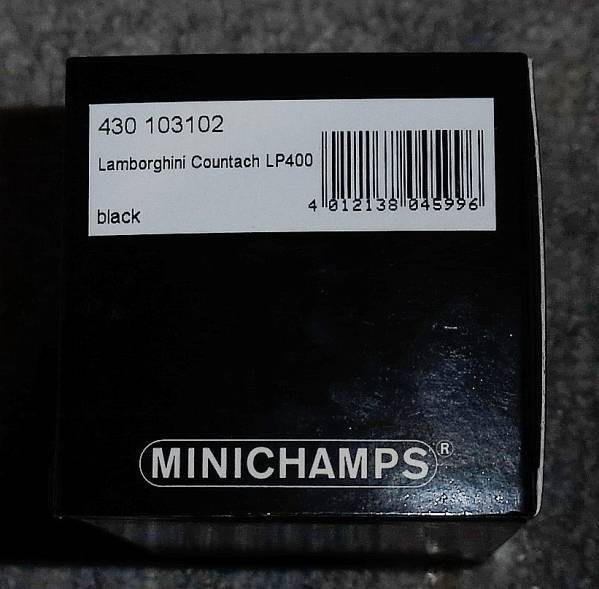 430 103102
Lamborghini Countach LP400
black
4 012138 045996
MINICHAMPS®